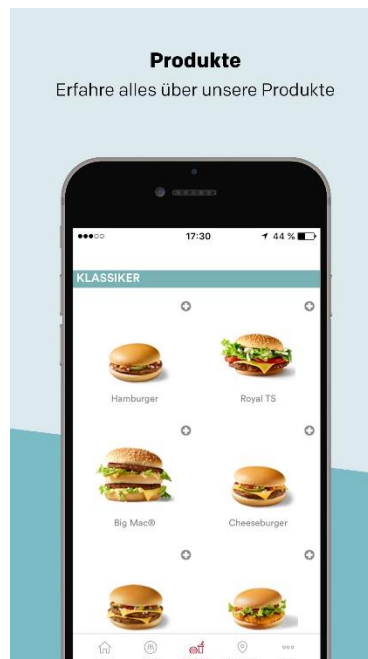 Produkte
Erfahre alles über unsere Produkte
17:30
44 %
KLASSIKER
Hamburger
Royal TS
Big Mac®
Cheeseburger